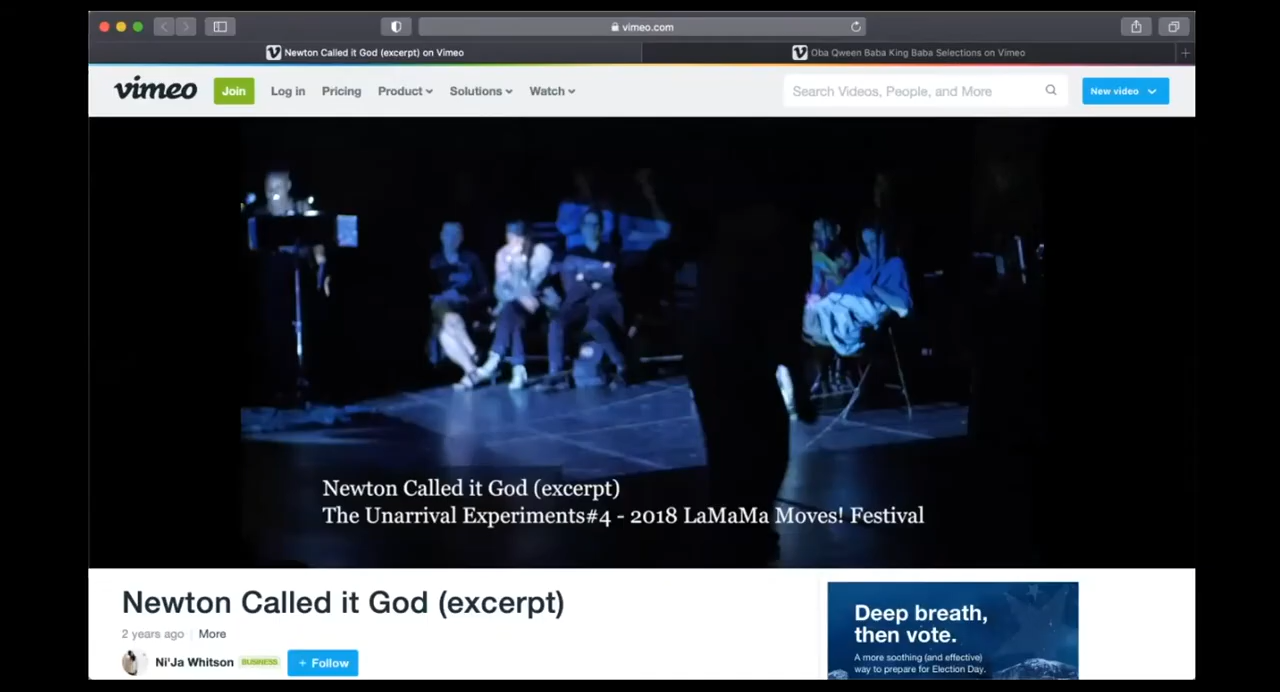 vimeo.com
Newton Called it God (excerpt) on Vimeo
Oba Qween Baba King Baba Selections on Vimeo
vimeo
Join
Log in
Pricing
Product
Solutions
Watch
Search Videos, People, and More
New video
Newton Called it God (excerpt)
The Unarrival Experiments#4 - 2018 LaMaMa Moves! Festival
Newton Called it God (excerpt)
2 years ago
More
Ni'Ja Whitson
BUSINESS
+ Follow
Deep breath,
then vote.
A more soothing (and effective)
way to prepare for Election Day.